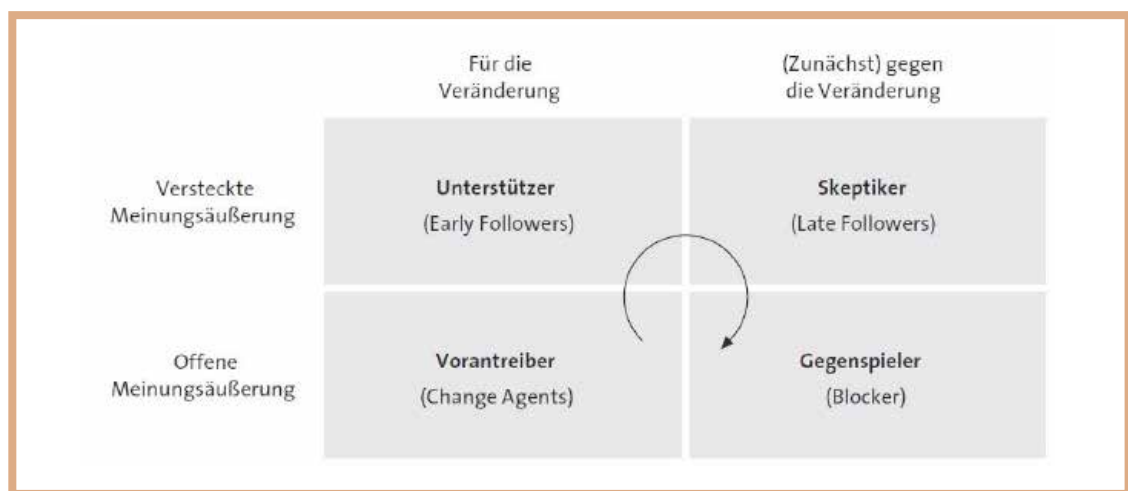 Für die
Veränderung
(Zunächst) gegen
die Veränderung
Versteckte
Meinungsäußerung
Unterstützer
(Early Followers)
Skeptiker
(Late Followers)
Offene
Meinungsäußerung
Vorantreiber
(Change Agents)
Gegenspieler
(Blocker)